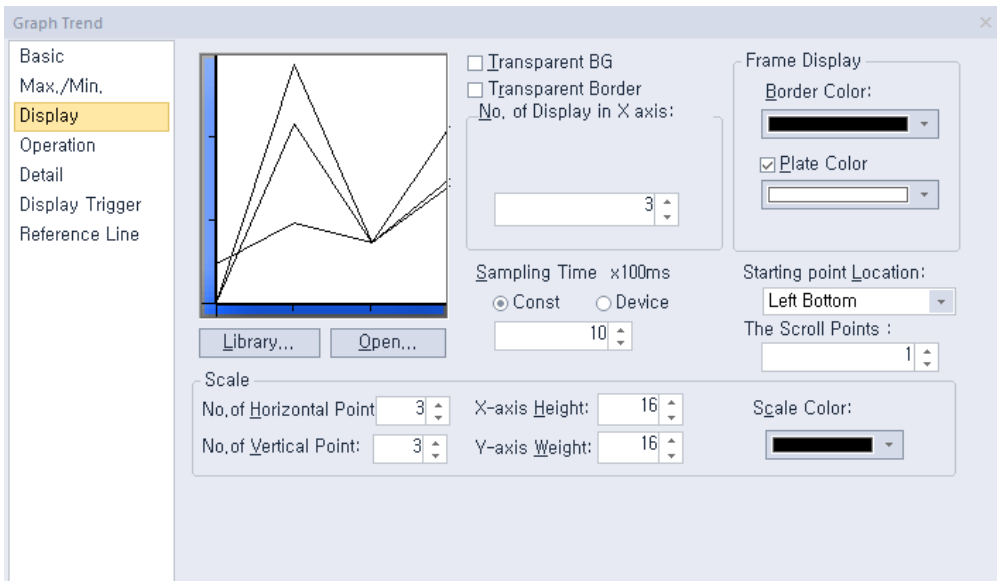 Graph Trend
Basic
Max./Min.
Display
Operation
Detail
Display Trigger
Reference Line
Library...
Open...
Transparent BG
Transparent Border
No. of Display in X axis:
3
Sampling Time x100ms
Const
Device
10
Frame Display
Border Color:
Plate Color
Starting point Location:
Left Bottom
The Scroll Points :
1
Scale
No.of Horizontal Point
3
X-axis Height:
16
Scale Color:
No.of Vertical Point:
3
Y-axis Weight:
16